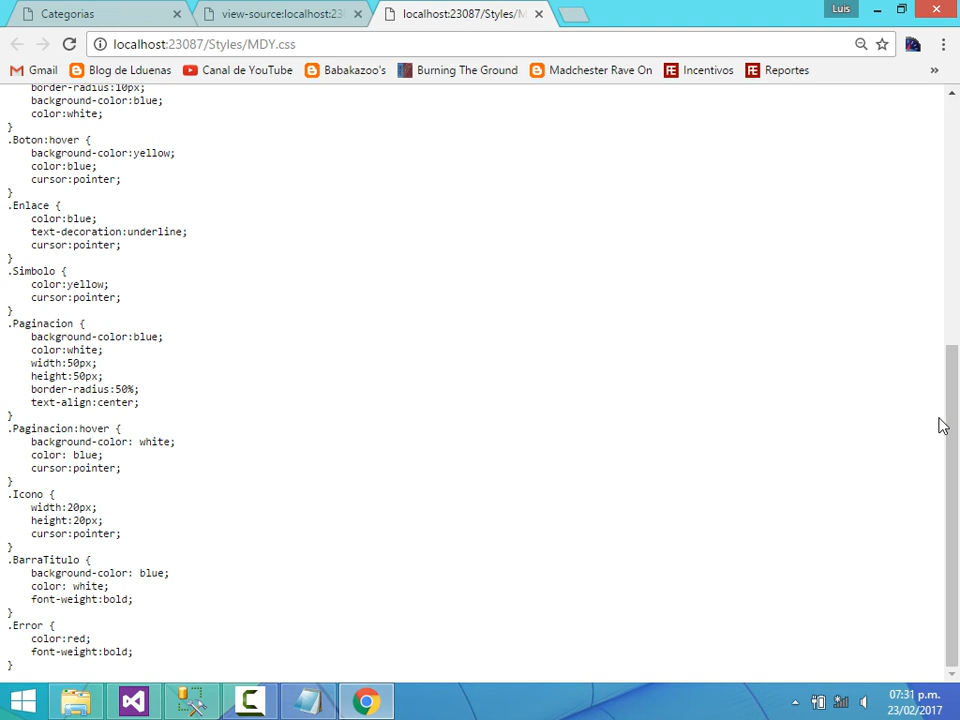 Categorias
view-source:localhost:23
localhost:23087/Styles/M
Luis
localhost:23087/Styles/MDY.css
Gmail
Blog de Lduenas
Canal de YouTube
Babakazoo's
Burning The Ground
Madchester Rave On
FE Incentivos
FE Reportes
»
border-radius:10px;
background-color:blue;
color:white;
}
.Boton:hover {
background-color:yellow;
color:blue;
cursor:pointer;
}
.Enlace {
color:blue;
text-decoration:underline;
cursor:pointer;
}
.Simbolo {
color:yellow;
cursor:pointer;
}
.Paginacion {
background-color:blue;
color:white;
width:50px;
height:50px;
border-radius:50%;
text-align:center;
}
.Paginacion:hover {
background-color: white;
color: blue;
cursor:pointer;
}
.Icono {
width:20px;
height:20px;
cursor:pointer;
}
.BarraTitulo {
background-color: blue;
color: white;
font-weight:bold;
}
.Error {
color:red;
font-weight:bold;
}
07:31 p.m.
23/02/2017